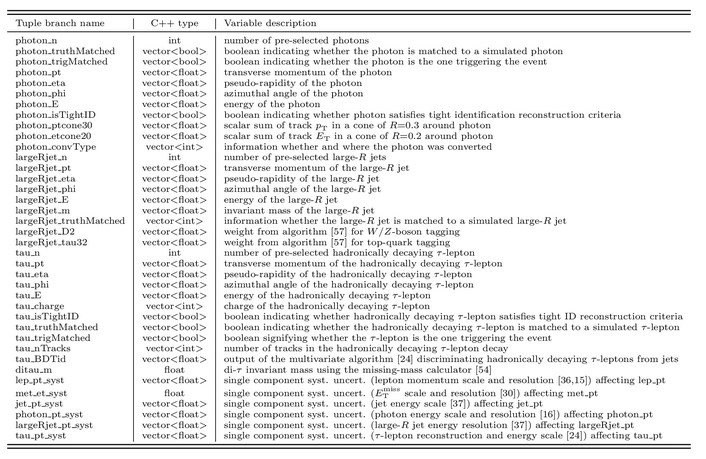 Tuple branch name C++ type Variable description
photon_n int number of pre-selected photons
photon_truthMatched vector<bool> boolean indicating whether the photon is matched to a simulated photon
photon_trigMatched vector<bool> boolean indicating whether the photon is the one triggering the event
photon_pt vector<float> transverse momentum of the photon
photon_eta vector<float> pseudo-rapidity of the photon
photon_phi vector<float> azimuthal angle of the photon
photon_E vector<float> energy of the photon
photon_isTightID vector<bool> boolean indicating whether photon satisfies tight identification reconstruction criteria
photon_ptcone30 vector<float> scalar sum of track pT in a cone of R=0.3 around photon
photon_etcone20 vector<float> scalar sum of track ET in a cone of R=0.2 around photon
photon_convType vector<int> information whether and where the photon was converted
largeRjet_n int number of pre-selected large-R jets
largeRjet_pt vector<float> transverse momentum of the large-R jet
largeRjet_eta vector<float> pseudo-rapidity of the large-R jet
largeRjet_phi vector<float> azimuthal angle of the large-R jet
largeRjet_E vector<float> energy of the large-R jet
largeRjet_m vector<float> invariant mass of the large-R jet
largeRjet_truthMatched vector<int> information whether the large-R jet is matched to a simulated large-R jet
largeRjet_D2 vector<float> weight from algorithm [57] for W/Z-boson tagging
largeRjet_tau32 vector<float> weight from algorithm [57] for top-quark tagging
tau_n int number of pre-selected hadronically decaying τ-lepton
tau_pt vector<float> transverse momentum of the hadronically decaying τ-lepton
tau_eta vector<float> pseudo-rapidity of the hadronically decaying τ-lepton
tau_phi vector<float> azimuthal angle of the hadronically decaying τ-lepton
tau_E vector<float> energy of the hadronically decaying τ-lepton
tau_charge vector<int> charge of the hadronically decaying τ-lepton
tau_isTightID vector<bool> boolean indicating whether hadronically decaying τ-lepton satisfies tight ID reconstruction criteria
tau_truthMatched vector<bool> boolean indicating whether the hadronically decaying τ-lepton is matched to a simulated τ-lepton
tau_trigMatched vector<bool> boolean signifying whether the τ-lepton is the one triggering the event
tau_nTracks vector<int> number of tracks in the hadronically decaying τ-lepton decay
tau_BDTid vector<float> output of the multivariate algorithm [24] discriminating hadronically decaying τ-leptons from jets
ditau_m float di-τ invariant mass using the missing-mass calculator [54]
lep_pt_syst vector<float> single component syst. uncert. (lepton momentum scale and resolution [36,15]) affecting lep_pt
met_et_syst float single component syst. uncert. (ETmiss scale and resolution [30]) affecting met_pt
jet_pt_syst vector<float> single component syst. uncert. (jet energy scale [37]) affecting jet_pt
photon_pt_syst vector<float> single component syst. uncert. (photon energy scale and resolution [16]) affecting photon_pt
largeRjet_pt_syst vector<float> single component syst. uncert. (large-R jet energy resolution [37]) affecting largeRjet_pt
tau_pt_syst vector<float> single component syst. uncert. (τ-lepton reconstruction and energy scale [24]) affecting tau_pt